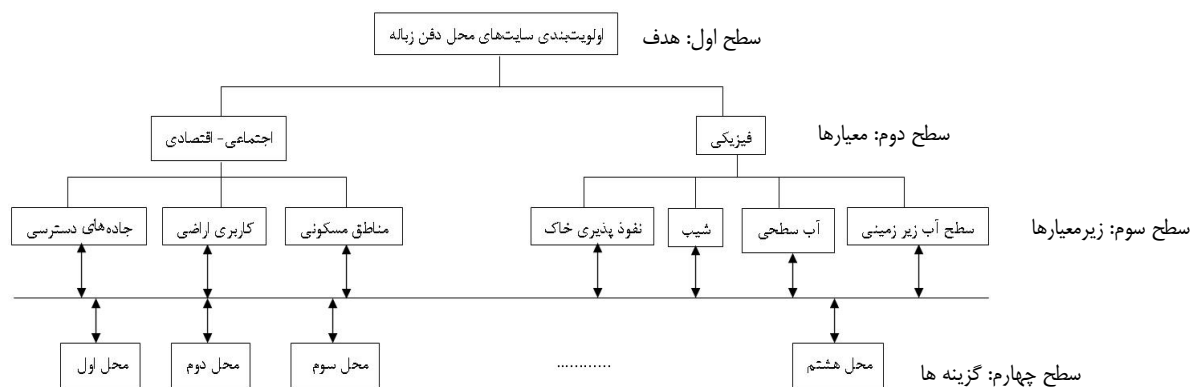 سطح اول: هدف
اولویت‌بندی سایت‌های محل دفن زباله
سطح دوم: معیارها
فیزیکی
اجتماعی- اقتصادی
سطح سوم: زیرمعیارها
سطح آب زیر زمینی
آب سطحی
شیب
نفوذ پذیری خاک
مناطق مسکونی
کاربری اراضی
جاده‌های دسترسی
سطح چهارم: گزینه ها
محل هشتم
............
محل سوم
محل دوم
محل اول